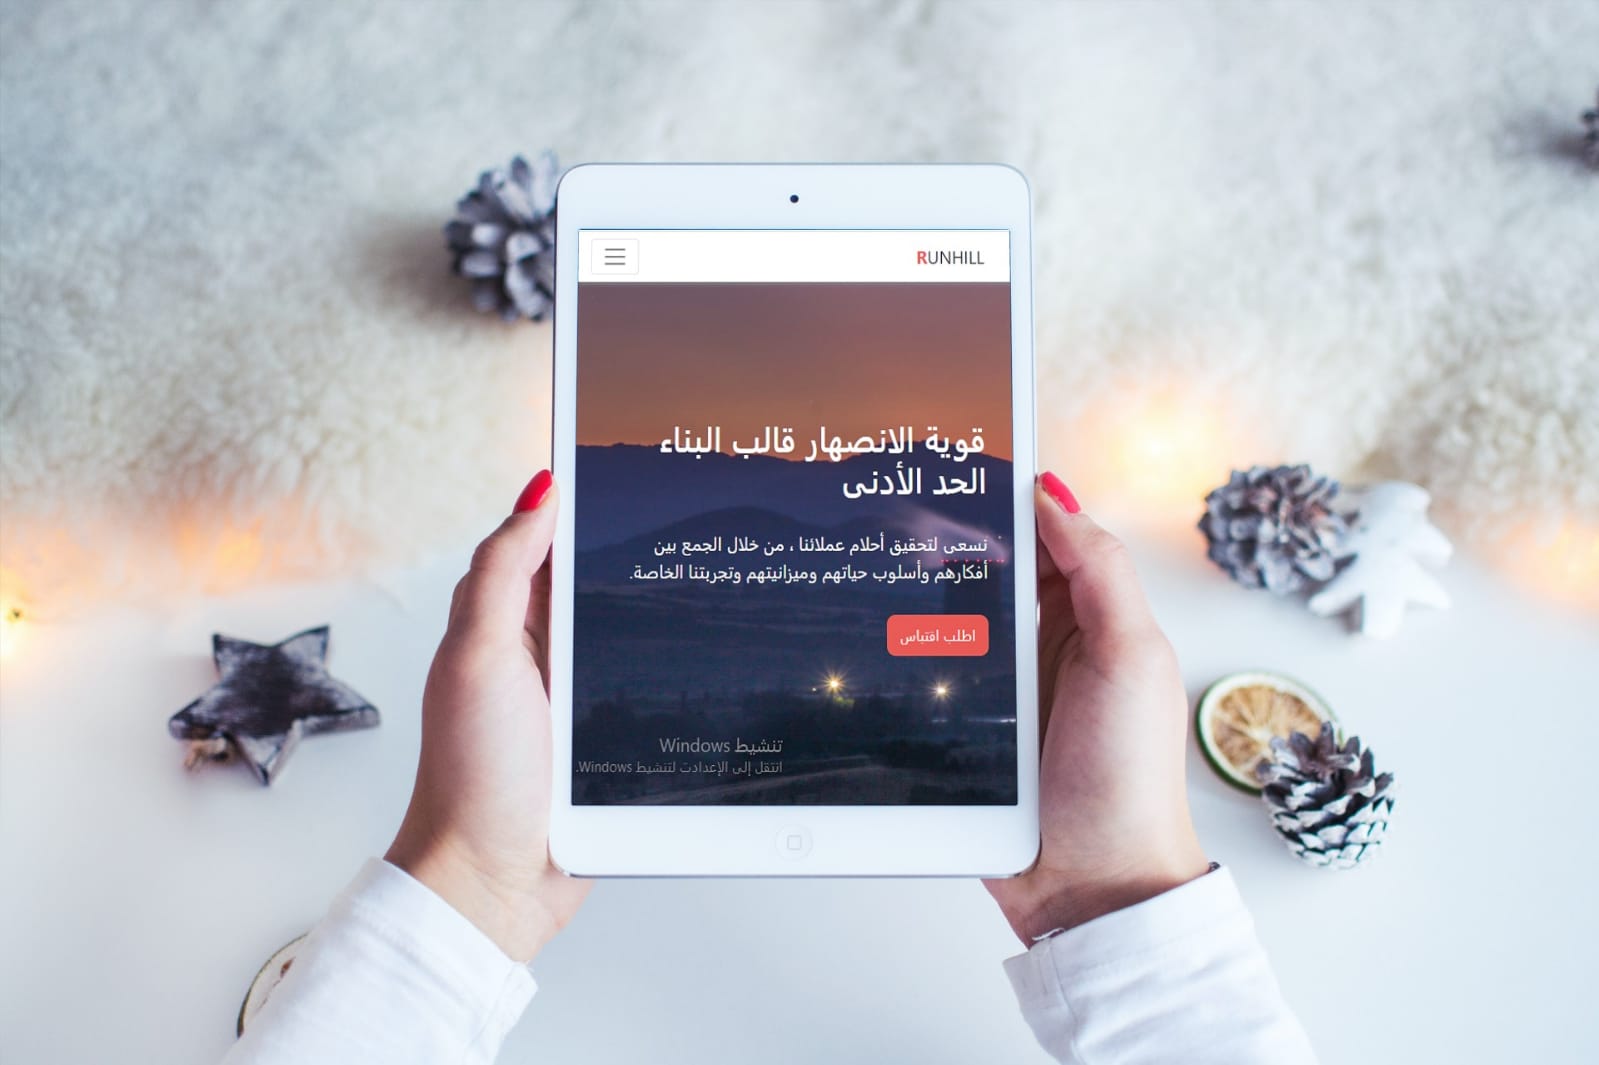 RUNHILL
قوية الانصهار قالب البناء
الحد الأدنى
نسعى لتحقيق أحلام عملائنا ، من خلال الجمع بين
أفكارهم وأسلوب حياتهم وميزانيتهم وتجربتنا الخاصة.
اطلب اقتباس
تنشيط Windows
انتقل إلى الإعدادت لتنشيط Windows.